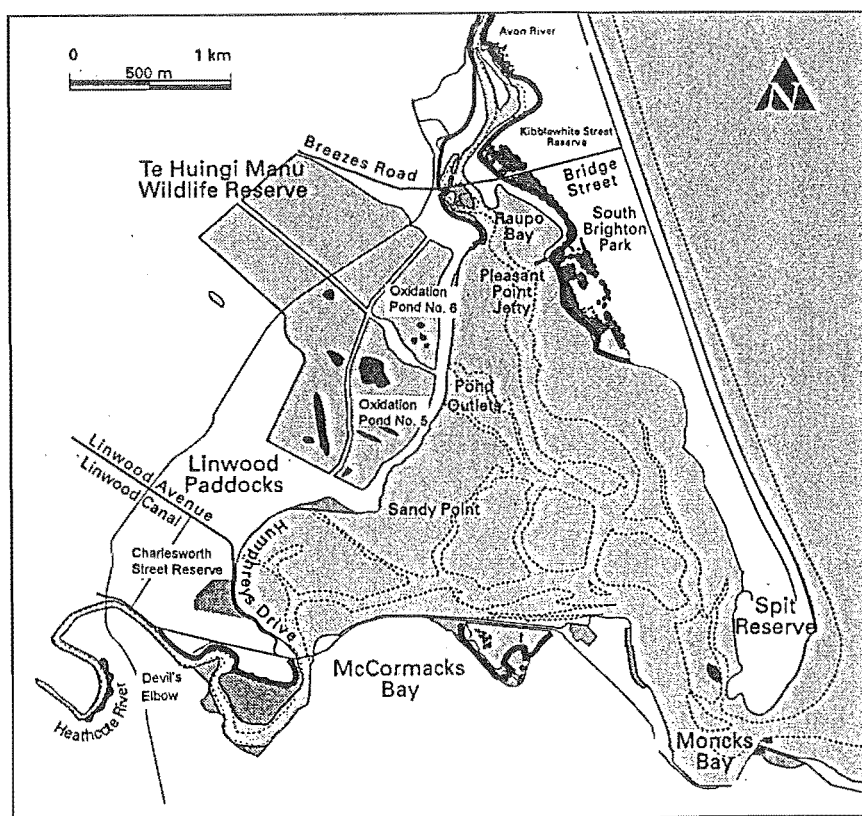 Avon River
0 1 km
500 m
N
Kibblewhite Street
Reserve
Breezes Road
Bridge
Street
Te Huingi Manu
Wildlife Reserve
South
Brighton
Park
Raupo
Bay
Pleasant
Point
Jetty
Oxidation
Pond No. 6
Pond
Outlets
Oxidation
Pond No. 5
Linwood Avenue
Linwood Canal
Linwood
Paddocks
Sandy Point
Humphreys Drive
Charlesworth
Street Reserve
Spit
Reserve
McCormacks
Bay
Devil's
Elbow
Heathcote River
Moncks
Bay